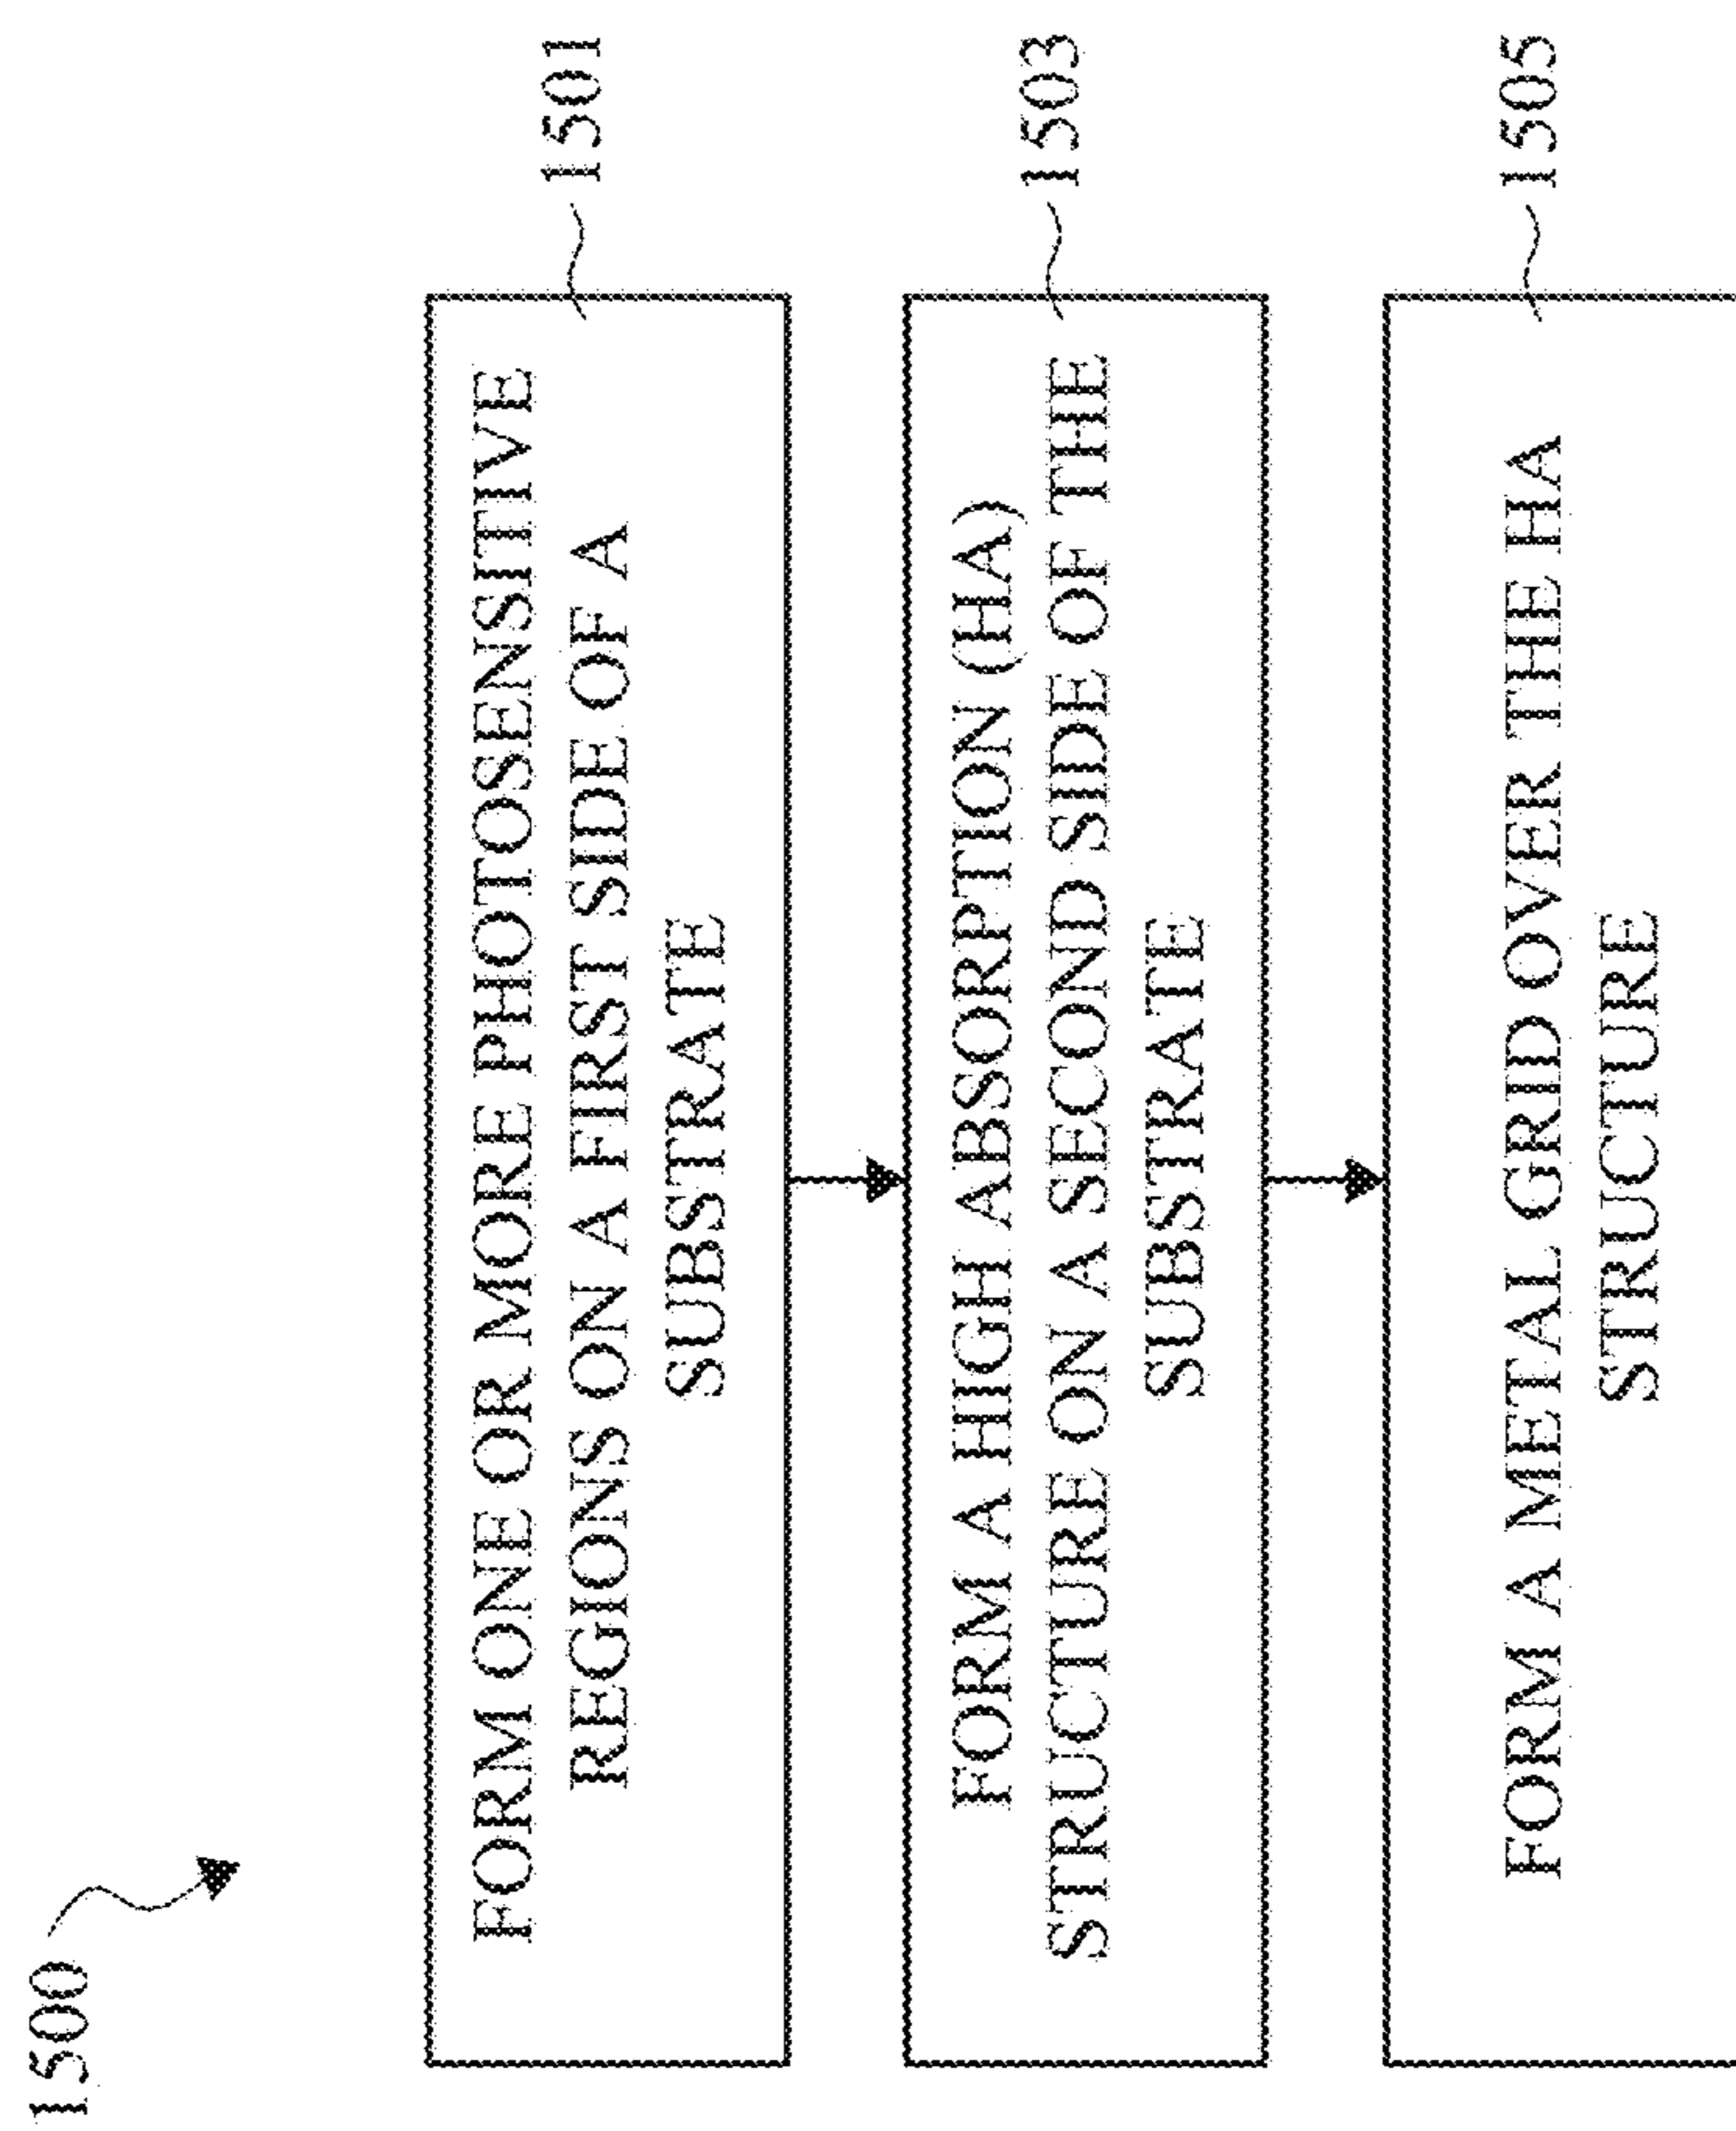 1500
FORM ONE OR MORE PHOTOSENSITIVE
REGIONS ON A FIRST SIDE OF A
SUBSTRATE
1501
FORM A HIGH ABSORPTION (HA)
STRUCTURE ON A SECOND SIDE OF THE
SUBSTRATE
1503
FORM A METAL GRID OVER THE HA
STRUCTURE
1505